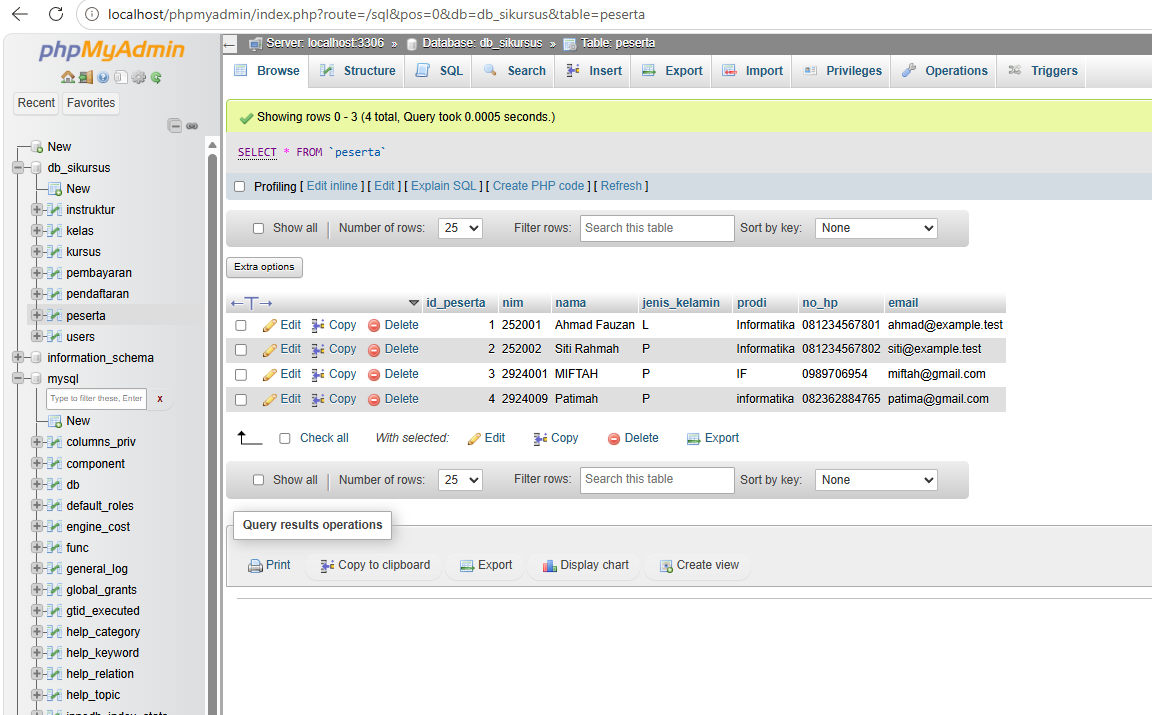 localhost/phpmyadmin/index.php?route=/sql&pos=0&db=db_sikursus&table=peserta
phpMyAdmin
Recent Favorites
New
db_sikursus
New
instruktur
kelas
kursus
pembayaran
pendaftaran
peserta
users
information_schema
mysql
Type to filter these, Enter x
New
columns_priv
component
db
default_roles
engine_cost
func
general_log
global_grants
gtid_executed
help_category
help_keyword
help_relation
help_topic
innodb_index_stats
Server: localhost:3306 » Database: db_sikursus » Table: peserta
Browse Structure SQL Search Insert Export Import Privileges Operations Triggers
Showing rows 0 - 3 (4 total, Query took 0.0005 seconds.)
SELECT * FROM `peserta`
Profiling [ Edit inline ] [ Edit ] [ Explain SQL ] [ Create PHP code ] [ Refresh ]
Show all Number of rows: 25 Filter rows: Search this table Sort by key: None
Extra options
←T→ id_peserta nim nama jenis_kelamin prodi no_hp email
Edit Copy Delete 1 252001 Ahmad Fauzan L Informatika 081234567801 ahmad@example.test
Edit Copy Delete 2 252002 Siti Rahmah P Informatika 081234567802 siti@example.test
Edit Copy Delete 3 2924001 MIFTAH P IF 0989706954 miftah@gmail.com
Edit Copy Delete 4 2924009 Patimah P informatika 082362884765 patima@gmail.com
Check all With selected: Edit Copy Delete Export
Show all Number of rows: 25 Filter rows: Search this table Sort by key: None
Query results operations
Print Copy to clipboard Export Display chart Create view